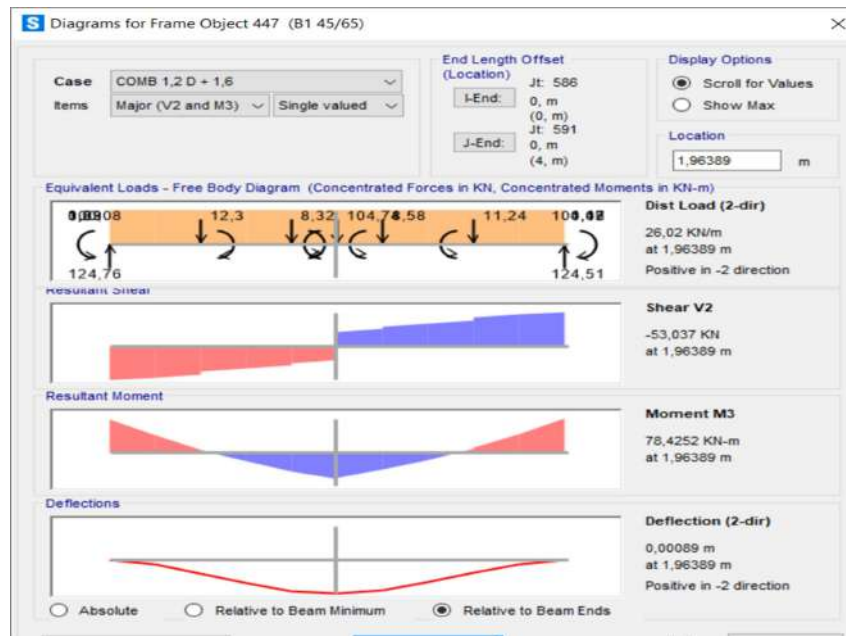 S Diagrams for Frame Object 447 (B1 45/65)
Case COMB 1,2 D + 1,6
Items Major (V2 and M3) Single valued
End Length Offset
(Location)
Jt: 586
I-End: 0, m
(0, m)
Jt: 591
J-End: 0, m
(4, m)
Display Options
Scroll for Values
Show Max
Location
1,96389 m
Equivalent Loads - Free Body Diagram (Concentrated Forces in KN, Concentrated Moments in KN-m)
12,3 8,32 104,74 11,24
124,76 124,51
Dist Load (2-dir)
26,02 KN/m
at 1,96389 m
Positive in -2 direction
Resultant Shear
Shear V2
-53,037 KN
at 1,96389 m
Resultant Moment
Moment M3
78,4252 KN-m
at 1,96389 m
Deflections
Deflection (2-dir)
0,00089 m
at 1,96389 m
Positive in -2 direction
Absolute Relative to Beam Minimum Relative to Beam Ends